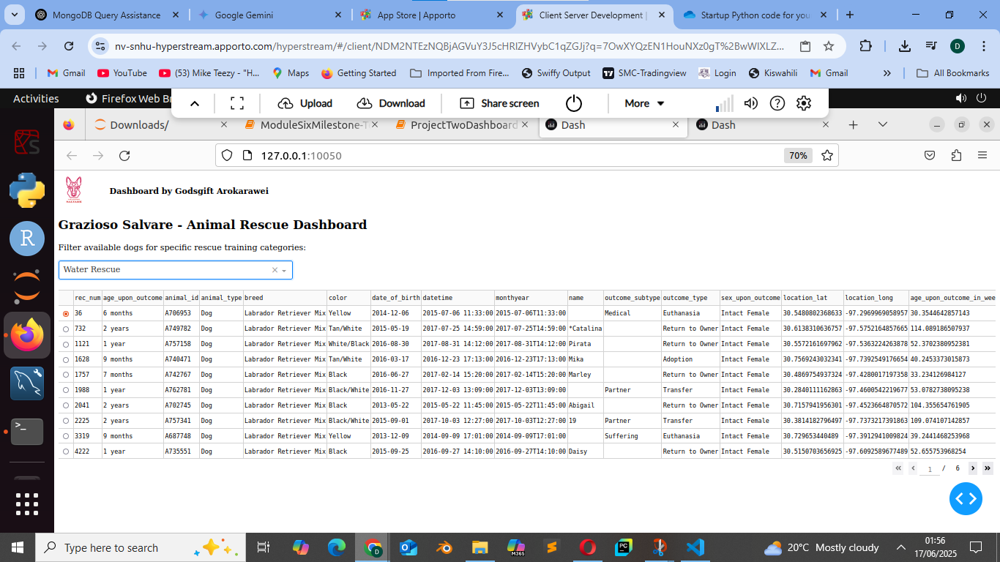 MongoDB Query Assistance
Google Gemini
App Store | Apporto
Client Server Development |
Startup Python code for you
nv-snhu-hyperstream.apporto.com/hyperstream/#/client/NDM2NTEzNQBjAGVuY3J5cHRlZHVybC1qZGJj?q=7OwXYQzEN1HouNXz0gT%2BwWlXLZ...
D
Gmail YouTube (53) Mike Teezy - "H... Maps Getting Started Imported From Fire... Swiffy Output SMC-Tradingview Login Kiswahili Gmail » All Bookmarks
Activities Firefox Web Br
Upload Download Share screen More
Downloads/ ModuleSixMilestone-T ProjectTwoDashboard Dash Dash
127.0.0.1:10050 70%
SALVARE
Dashboard by Godsgift Arokarawei
Grazioso Salvare - Animal Rescue Dashboard
Filter available dogs for specific rescue training categories:
Water Rescue
rec_num age_upon_outcome animal_id animal_type breed color date_of_birth datetime monthyear name outcome_subtype outcome_type sex_upon_outcome location_lat location_long age_upon_outcome_in_wee
36 6 months A706953 Dog Labrador Retriever Mix Yellow 2014-12-06 2015-07-06 11:33:00 2015-07-06T11:33:00 Medical Euthanasia Intact Female 30.5480802368633 -97.2969969058957 30.3544642857143
732 2 years A749782 Dog Labrador Retriever Mix Tan/White 2015-05-19 2017-07-25 14:59:00 2017-07-25T14:59:00 *Catalina Return to Owner Intact Female 30.6138310636757 -97.5752164857665 114.089186507937
1121 1 year A757158 Dog Labrador Retriever Mix White/Black 2016-08-30 2017-08-31 14:12:00 2017-08-31T14:12:00 Pirata Return to Owner Intact Female 30.5572161697962 -97.5363224263878 52.3702380952381
1628 9 months A740471 Dog Labrador Retriever Mix Tan/White 2016-03-17 2016-12-23 17:13:00 2016-12-23T17:13:00 Mika Adoption Intact Female 30.7569243032341 -97.7392549176654 40.2453373015873
1757 7 months A742767 Dog Labrador Retriever Mix Black 2016-06-27 2017-02-14 15:20:00 2017-02-14T15:20:00 Marley Return to Owner Intact Female 30.4869754937324 -97.4280017197358 33.234126984127
1988 1 year A762781 Dog Labrador Retriever Mix Black/White 2016-11-27 2017-12-03 13:09:00 2017-12-03T13:09:00 Partner Transfer Intact Female 30.2840111162863 -97.4600542219677 53.0782738095238
2041 2 years A702745 Dog Labrador Retriever Mix Black 2013-05-22 2015-05-22 11:45:00 2015-05-22T11:45:00 Abigail Return to Owner Intact Female 30.7157941956301 -97.4523664870572 104.355654761905
2225 2 years A757341 Dog Labrador Retriever Mix Black/White 2015-09-01 2017-10-03 12:27:00 2017-10-03T12:27:00 19 Partner Transfer Intact Female 30.3814182796497 -97.7373217391863 109.074107142857
3319 9 months A687748 Dog Labrador Retriever Mix Yellow 2013-12-09 2014-09-09 17:01:00 2014-09-09T17:01:00 Suffering Euthanasia Intact Female 30.729653440489 -97.3912941009824 39.2441468253968
4222 1 year A735551 Dog Labrador Retriever Mix Black 2015-09-25 2016-09-27 14:10:00 2016-09-27T14:10:00 Daisy Return to Owner Intact Female 30.5150703656925 -97.6092589677489 52.655753968254
1 / 6
Type here to search
20°C Mostly cloudy
01:56
17/06/2025